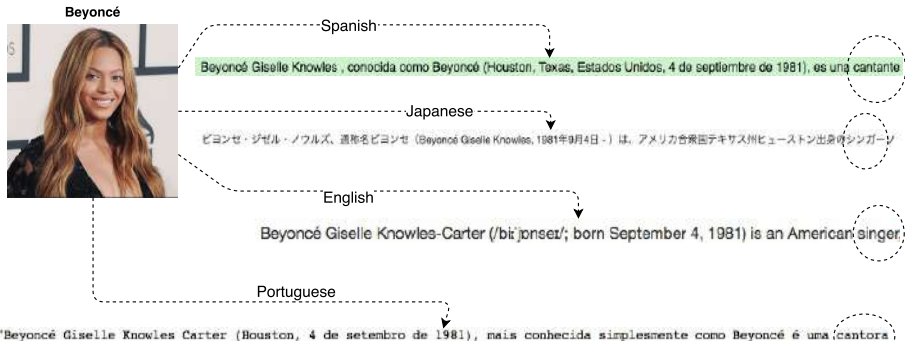 Beyoncé
Spanish
Beyoncé Giselle Knowles , conocida como Beyoncé (Houston, Texas, Estados Unidos, 4 de septiembre de 1981), es una cantante
Japanese
ビヨンセ・ジゼル・ノウルズ、通称名ビヨンセ（Beyoncé Giselle Knowles, 1981年9月4日 - ）は、アメリカ合衆国テキサス州ヒューストン出身のシンガーソ
English
Beyoncé Giselle Knowles-Carter (/biːˈjɒnseɪ/; born September 4, 1981) is an American singer
Portuguese
'Beyoncé Giselle Knowles Carter (Houston, 4 de setembro de 1981), mais conhecida simplesmente como Beyoncé é uma cantora